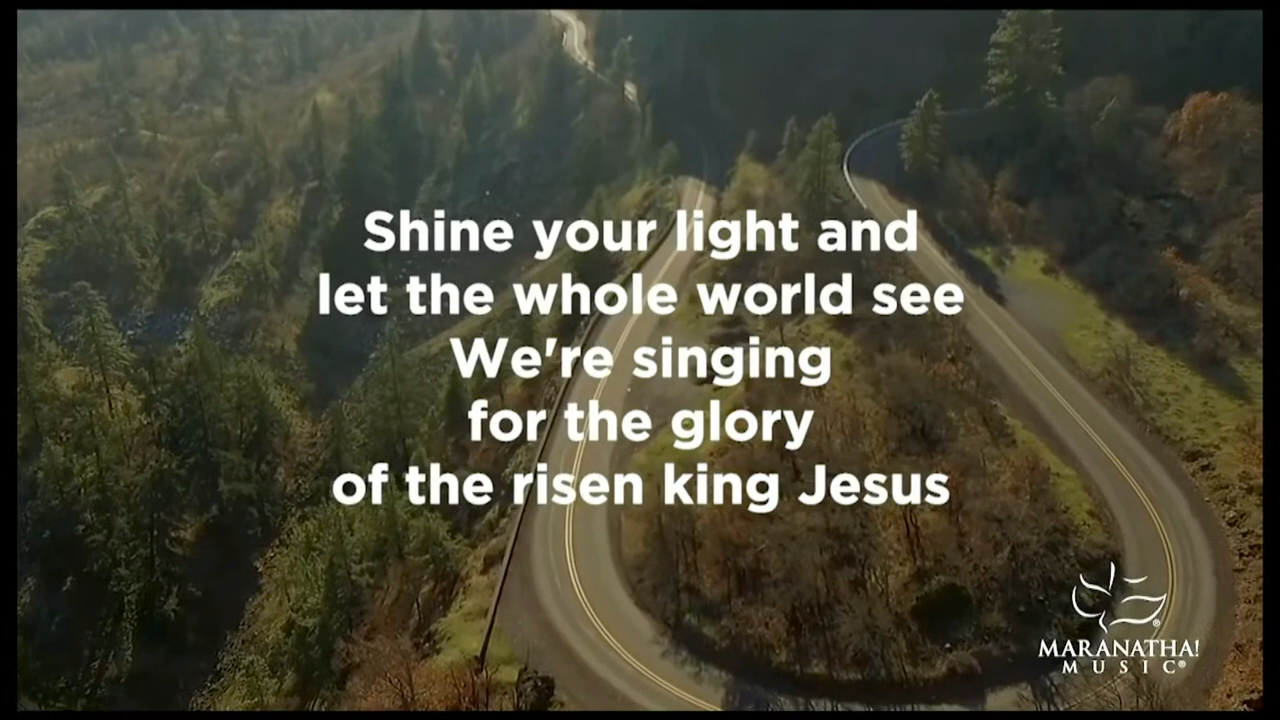 Shine your light and
let the whole world see
We're singing
for the glory
of the risen king Jesus
MARANATHA!
MUSIC®